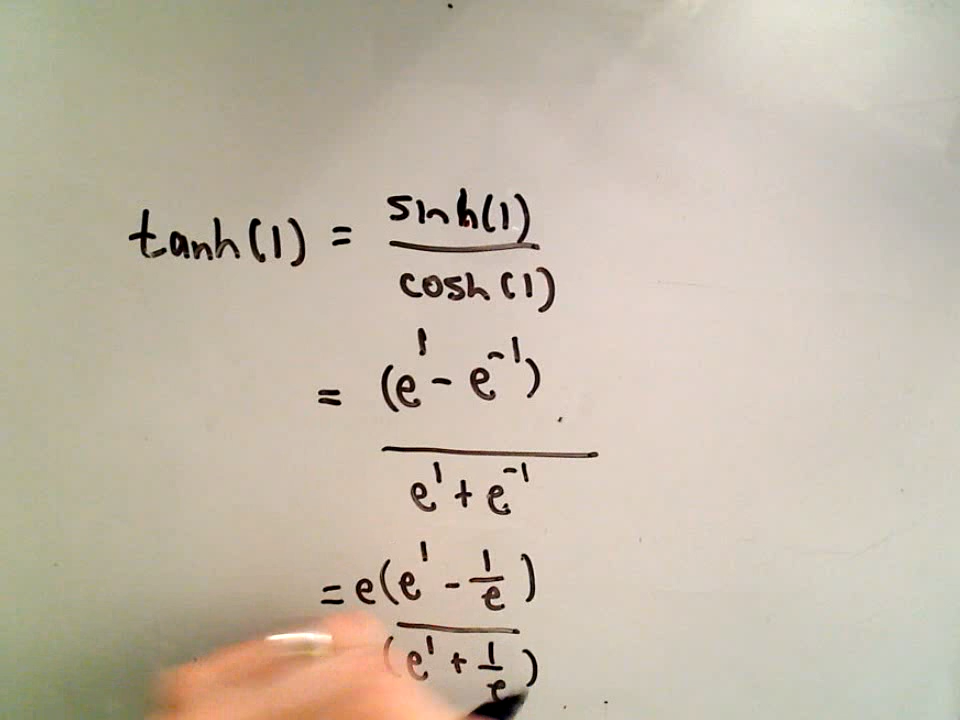 tanh(1) = sinh(1)
cosh(1)
= (e¹ - e⁻¹)
e¹ + e⁻¹
= e(e¹ - 1/e)
(e¹ + 1/e)